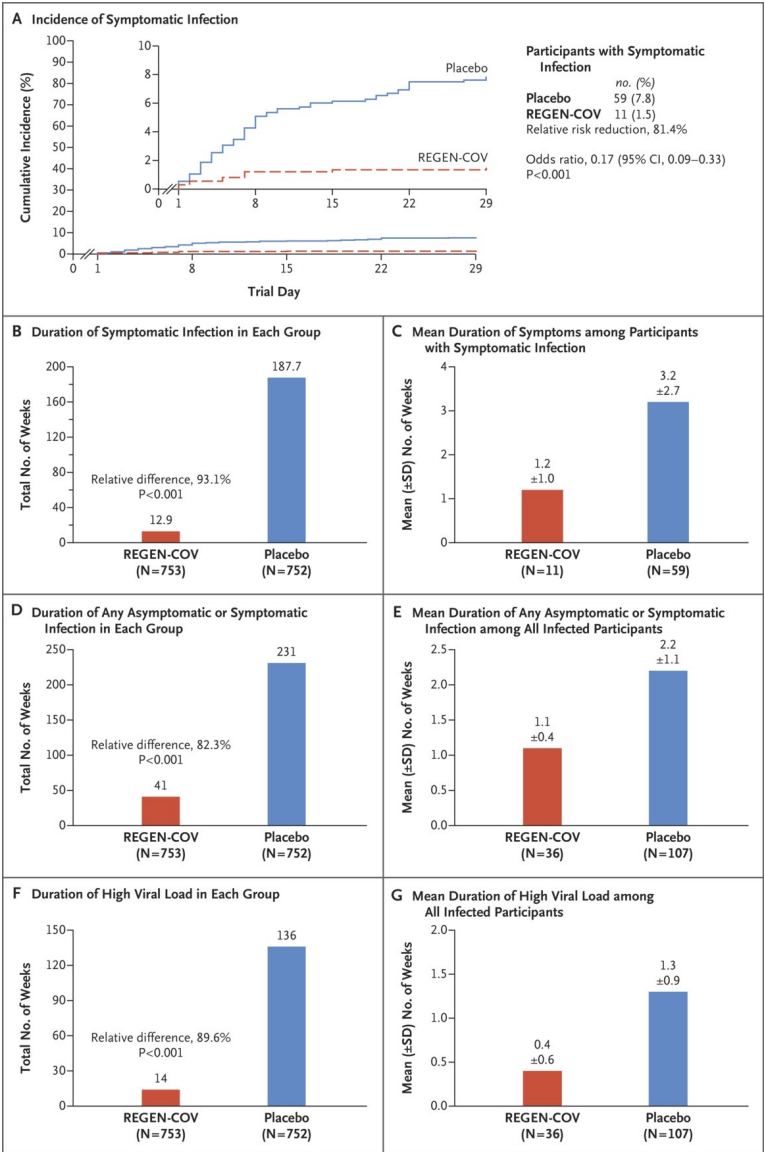 A Incidence of Symptomatic Infection
Cumulative Incidence (%)
100
90
80
70
60
50
40
30
20
10
0
0 1 8 15 22 29
Trial Day
10
8
6
4
2
0
0 1 8 15 22 29
Placebo
REGEN-COV
Participants with Symptomatic
Infection
no. (%)
Placebo 59 (7.8)
REGEN-COV 11 (1.5)
Relative risk reduction, 81.4%
Odds ratio, 0.17 (95% CI, 0.09–0.33)
P<0.001
B Duration of Symptomatic Infection in Each Group
Total No. of Weeks
200
160
120
80
40
0
187.7
Relative difference, 93.1%
P<0.001
12.9
REGEN-COV Placebo
(N=753) (N=752)
C Mean Duration of Symptoms among Participants
with Symptomatic Infection
Mean (±SD) No. of Weeks
4
3
2
1
0
3.2
±2.7
1.2
±1.0
REGEN-COV Placebo
(N=11) (N=59)
D Duration of Any Asymptomatic or Symptomatic
Infection in Each Group
Total No. of Weeks
250
200
150
100
50
0
231
Relative difference, 82.3%
P<0.001
41
REGEN-COV Placebo
(N=753) (N=752)
E Mean Duration of Any Asymptomatic or Symptomatic
Infection among All Infected Participants
Mean (±SD) No. of Weeks
2.5
2.0
1.5
1.0
0.5
0.0
2.2
±1.1
1.1
±0.4
REGEN-COV Placebo
(N=36) (N=107)
F Duration of High Viral Load in Each Group
Total No. of Weeks
150
120
90
60
30
0
136
Relative difference, 89.6%
P<0.001
14
REGEN-COV Placebo
(N=753) (N=752)
G Mean Duration of High Viral Load among
All Infected Participants
Mean (±SD) No. of Weeks
2.0
1.5
1.0
0.5
0.0
1.3
±0.9
0.4
±0.6
REGEN-COV Placebo
(N=36) (N=107)